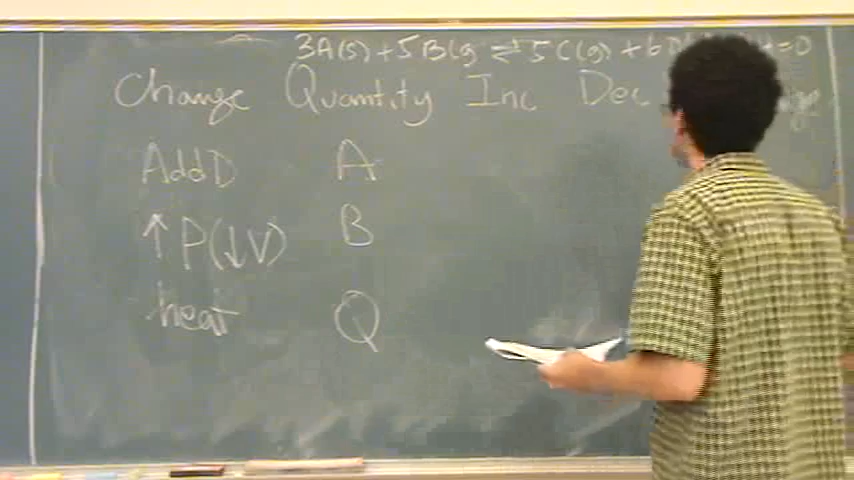 3A(s) + 5B(g ⇌ 5C(g) + 6D = 0
Change Quantity Inc Dec
Add D A
↑P(↓V) B
heat Q